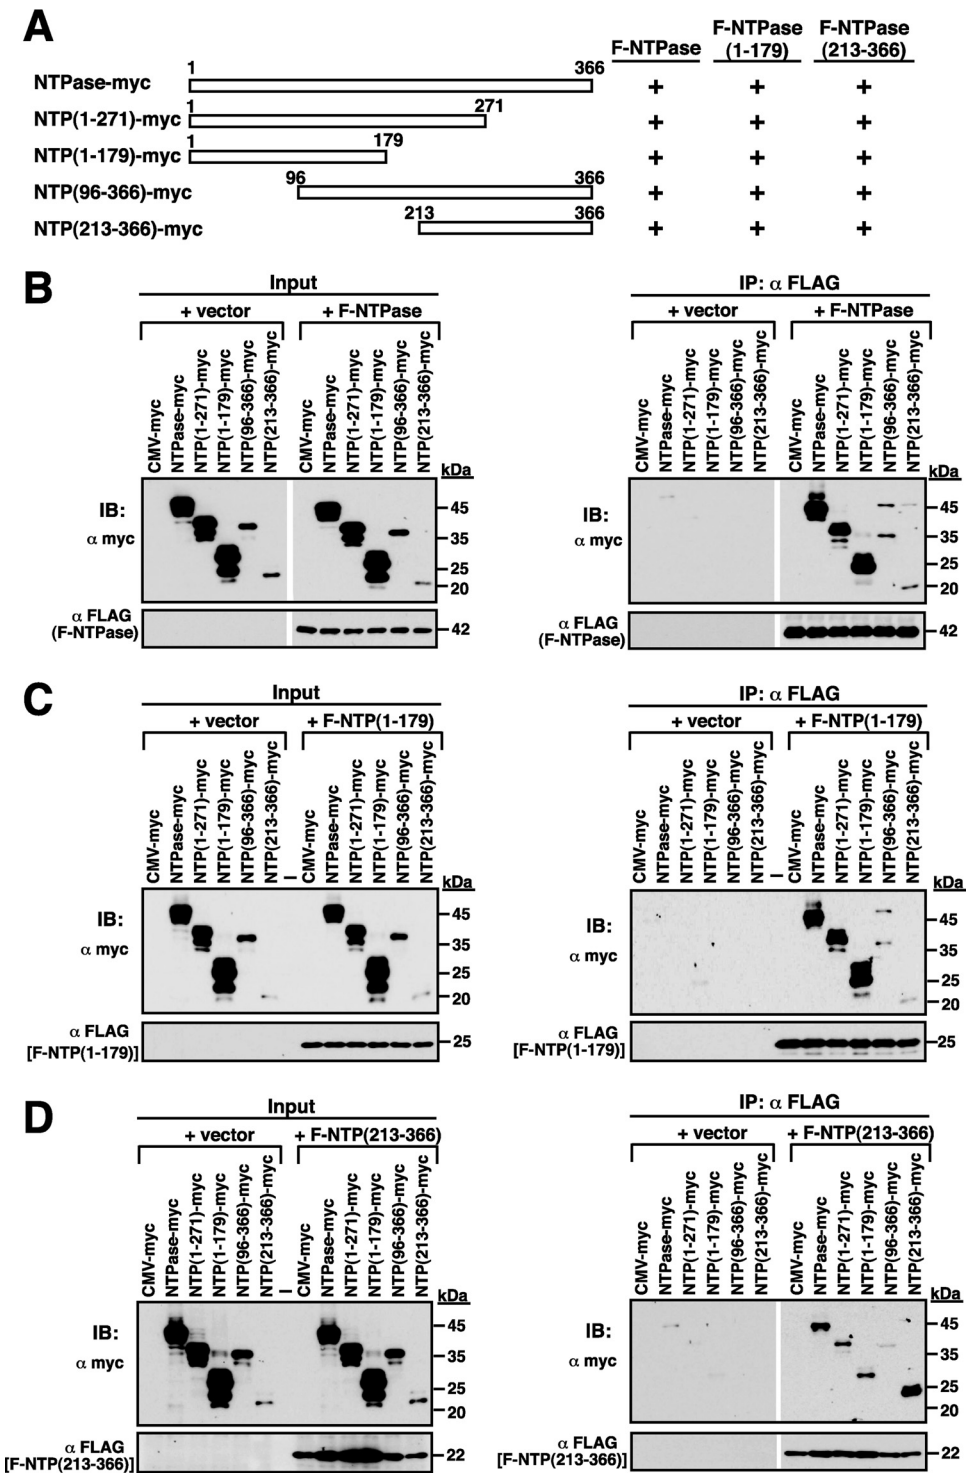 A
F-NTPase
F-NTPase
(1-179)
F-NTPase
(213-366)
NTPase-myc
1
366
+ + +
NTP(1-271)-myc
1
271
+ + +
NTP(1-179)-myc
1
179
+ + +
NTP(96-366)-myc
96
366
+ + +
NTP(213-366)-myc
213
366
+ + +
B
Input
+ vector
+ F-NTPase
CMV-myc
NTPase-myc
NTP(1-271)-myc
NTP(1-179)-myc
NTP(96-366)-myc
NTP(213-366)-myc
CMV-myc
NTPase-myc
NTP(1-271)-myc
NTP(1-179)-myc
NTP(96-366)-myc
NTP(213-366)-myc
kDa
IB:
α myc
45
35
25
20
α FLAG
(F-NTPase)
42
IP: α FLAG
+ vector
+ F-NTPase
CMV-myc
NTPase-myc
NTP(1-271)-myc
NTP(1-179)-myc
NTP(96-366)-myc
NTP(213-366)-myc
CMV-myc
NTPase-myc
NTP(1-271)-myc
NTP(1-179)-myc
NTP(96-366)-myc
NTP(213-366)-myc
kDa
IB:
α myc
45
35
25
20
α FLAG
(F-NTPase)
42
C
Input
+ vector
+ F-NTP(1-179)
CMV-myc
NTPase-myc
NTP(1-271)-myc
NTP(1-179)-myc
NTP(96-366)-myc
NTP(213-366)-myc
–
CMV-myc
NTPase-myc
NTP(1-271)-myc
NTP(1-179)-myc
NTP(96-366)-myc
NTP(213-366)-myc
kDa
IB:
α myc
45
35
25
20
α FLAG
[F-NTP(1-179)]
25
IP: α FLAG
+ vector
+ F-NTP(1-179)
CMV-myc
NTPase-myc
NTP(1-271)-myc
NTP(1-179)-myc
NTP(96-366)-myc
NTP(213-366)-myc
–
CMV-myc
NTPase-myc
NTP(1-271)-myc
NTP(1-179)-myc
NTP(96-366)-myc
NTP(213-366)-myc
kDa
IB:
α myc
45
35
25
20
α FLAG
[F-NTP(1-179)]
25
D
Input
+ vector
+ F-NTP(213-366)
CMV-myc
NTPase-myc
NTP(1-271)-myc
NTP(1-179)-myc
NTP(96-366)-myc
NTP(213-366)-myc
–
CMV-myc
NTPase-myc
NTP(1-271)-myc
NTP(1-179)-myc
NTP(96-366)-myc
NTP(213-366)-myc
kDa
IB:
α myc
45
35
25
20
α FLAG
[F-NTP(213-366)]
22
IP: α FLAG
+ vector
+ F-NTP(213-366)
CMV-myc
NTPase-myc
NTP(1-271)-myc
NTP(1-179)-myc
NTP(96-366)-myc
NTP(213-366)-myc
CMV-myc
NTPase-myc
NTP(1-271)-myc
NTP(1-179)-myc
NTP(96-366)-myc
NTP(213-366)-myc
kDa
IB:
α myc
45
35
25
20
α FLAG
[F-NTP(213-366)]
22